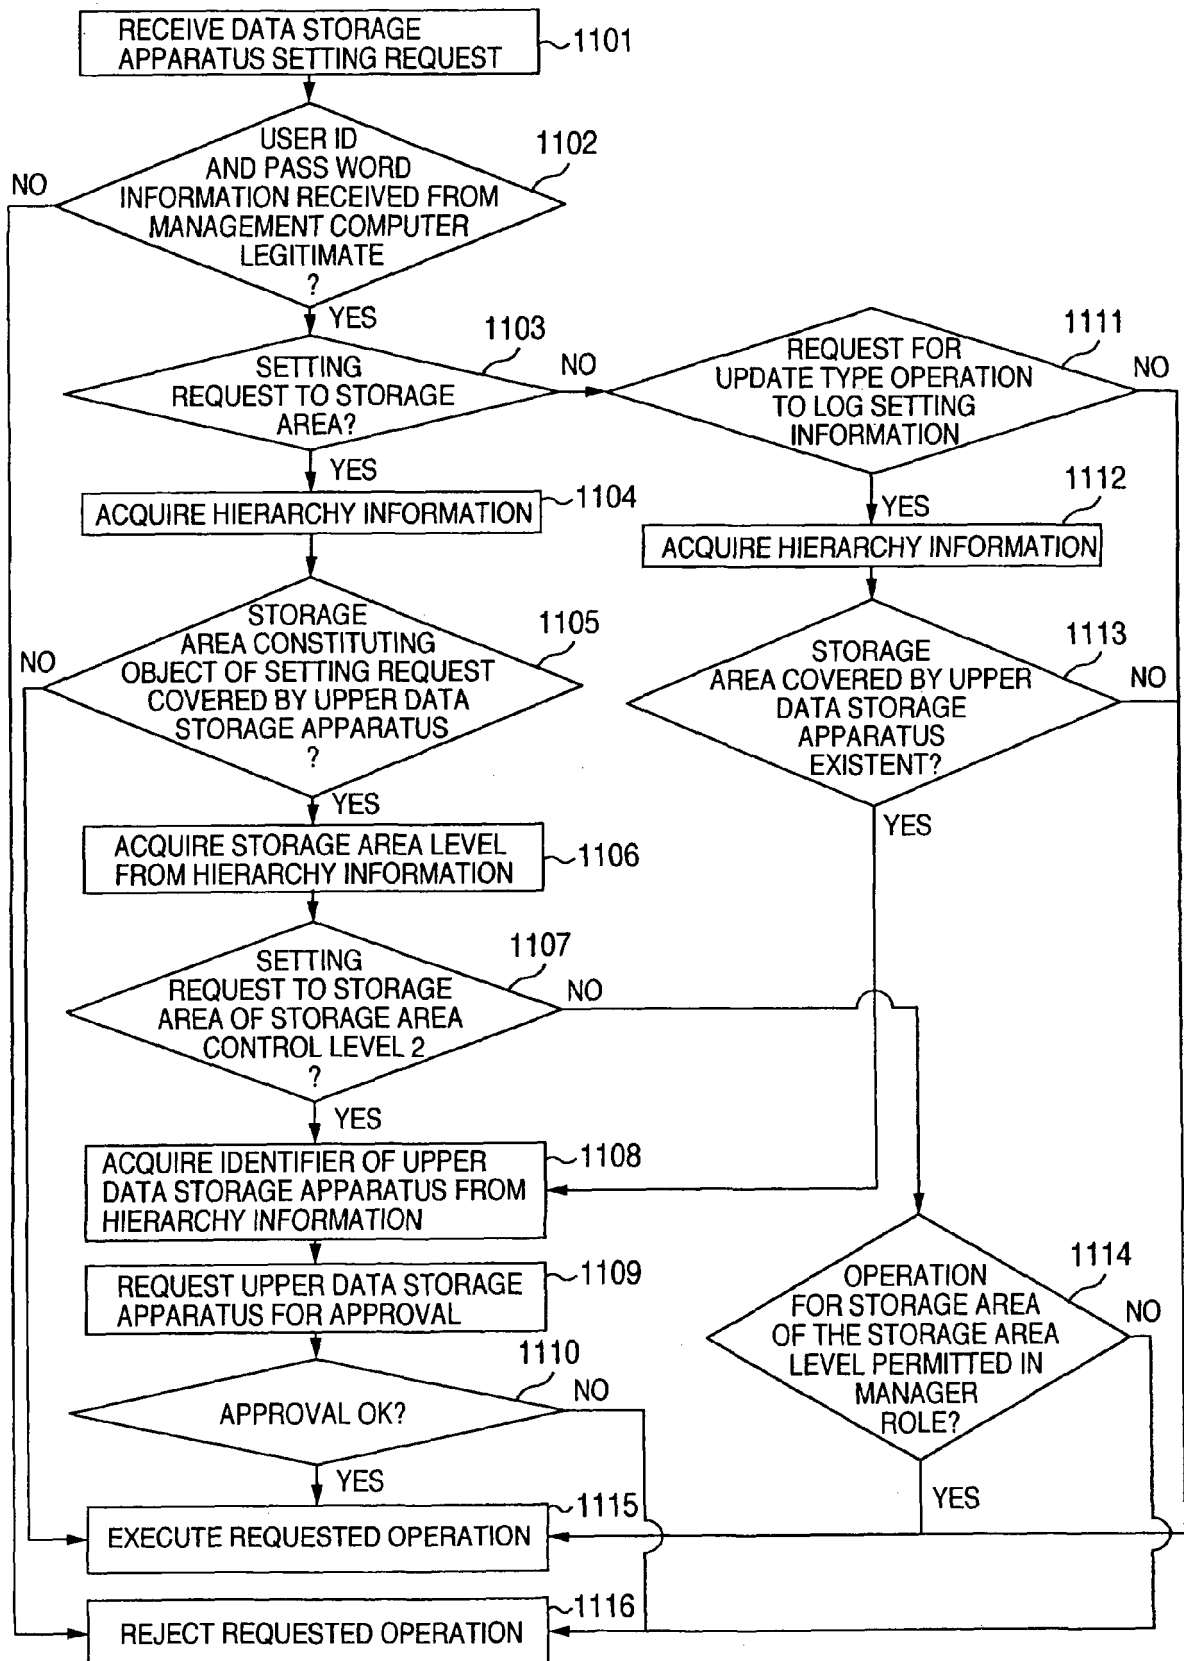 RECEIVE DATA STORAGE
APPARATUS SETTING REQUEST
1101
USER ID
AND PASS WORD
INFORMATION RECEIVED FROM
MANAGEMENT COMPUTER
LEGITIMATE
?
1102
NO
YES
SETTING
REQUEST TO STORAGE
AREA?
1103
NO
YES
REQUEST FOR
UPDATE TYPE OPERATION
TO LOG SETTING
INFORMATION
1111
NO
YES
ACQUIRE HIERARCHY INFORMATION
1104
ACQUIRE HIERARCHY INFORMATION
1112
STORAGE
AREA CONSTITUTING
OBJECT OF SETTING REQUEST
COVERED BY UPPER DATA
STORAGE APPARATUS
?
1105
NO
YES
STORAGE
AREA COVERED BY UPPER
DATA STORAGE
APPARATUS
EXISTENT?
1113
NO
YES
ACQUIRE STORAGE AREA LEVEL
FROM HIERARCHY INFORMATION
1106
SETTING
REQUEST TO STORAGE
AREA OF STORAGE AREA
CONTROL LEVEL 2
?
1107
NO
YES
ACQUIRE IDENTIFIER OF UPPER
DATA STORAGE APPARATUS FROM
HIERARCHY INFORMATION
1108
REQUEST UPPER DATA STORAGE
APPARATUS FOR APPROVAL
1109
OPERATION
FOR STORAGE AREA
OF THE STORAGE AREA
LEVEL PERMITTED IN
MANAGER
ROLE?
1114
NO
YES
APPROVAL OK?
1110
NO
YES
EXECUTE REQUESTED OPERATION
1115
REJECT REQUESTED OPERATION
1116